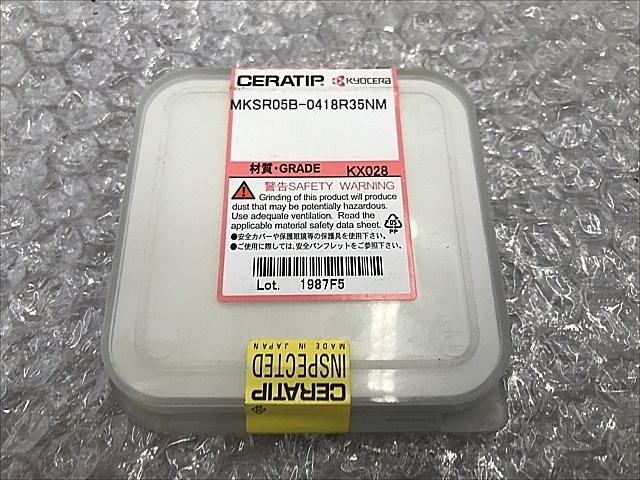 CERATIP KYOCERA
MKSR05B-0418R35NM
材質・GRADE KX028
警告SAFETY WARNING
Grinding of this product will produce
dust that may be potentially hazardous.
Use adequate ventilation. Read the
applicable material safety data sheet.
05
PP
●安全カバーや保護眼鏡等の保護具を使用下さい。
●ご使用に際しては,安全パンフレットをご参照下さい。
Lot. 1987F5
CERATIP
INSPECTED
MADE IN JAPAN